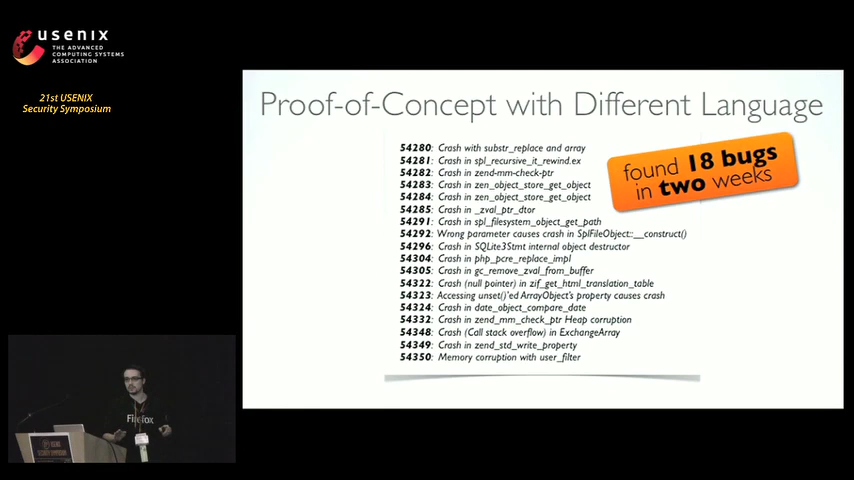 usenix
THE ADVANCED
COMPUTING SYSTEMS
ASSOCIATION
21st USENIX
Security Symposium
Proof-of-Concept with Different Language
found 18 bugs
in two weeks
54280: Crash with substr_replace and array
54281: Crash in spl_recursive_it_rewind.ex
54282: Crash in zend-mm-check-ptr
54283: Crash in zen_object_store_get_object
54284: Crash in zen_object_store_get_object
54285: Crash in _zval_ptr_dtor
54291: Crash in spl_filesystem_object_get_path
54292: Wrong parameter causes crash in SplFileObject::__construct()
54296: Crash in SQLite3Stmt internal object destructor
54304: Crash in php_pcre_replace_impl
54305: Crash in gc_remove_zval_from_buffer
54322: Crash (null pointer) in zif_get_html_translation_table
54323: Accessing unset()'ed ArrayObject's property causes crash
54324: Crash in date_object_compare_date
54332: Crash in zend_mm_check_ptr Heap corruption
54348: Crash (Call stack overflow) in ExchangeArray
54349: Crash in zend_std_write_property
54350: Memory corruption with user_filter
Firefox
SECURITY SYMPOSIUM